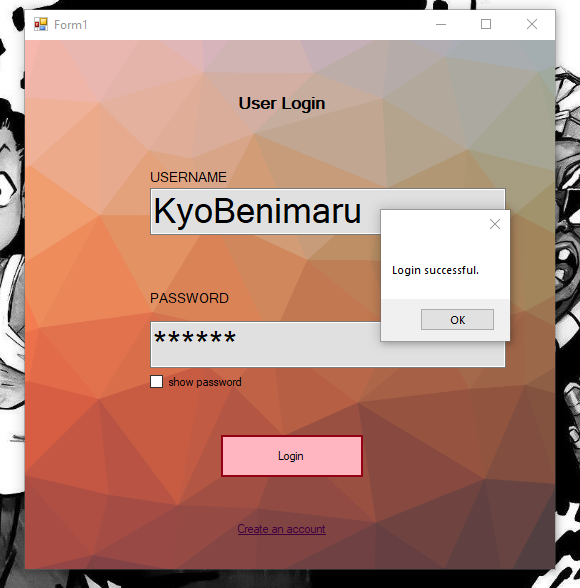 Form1
User Login
USERNAME
KyoBenimaru
Login successful.
OK
PASSWORD
******
show password
Login
Create an account